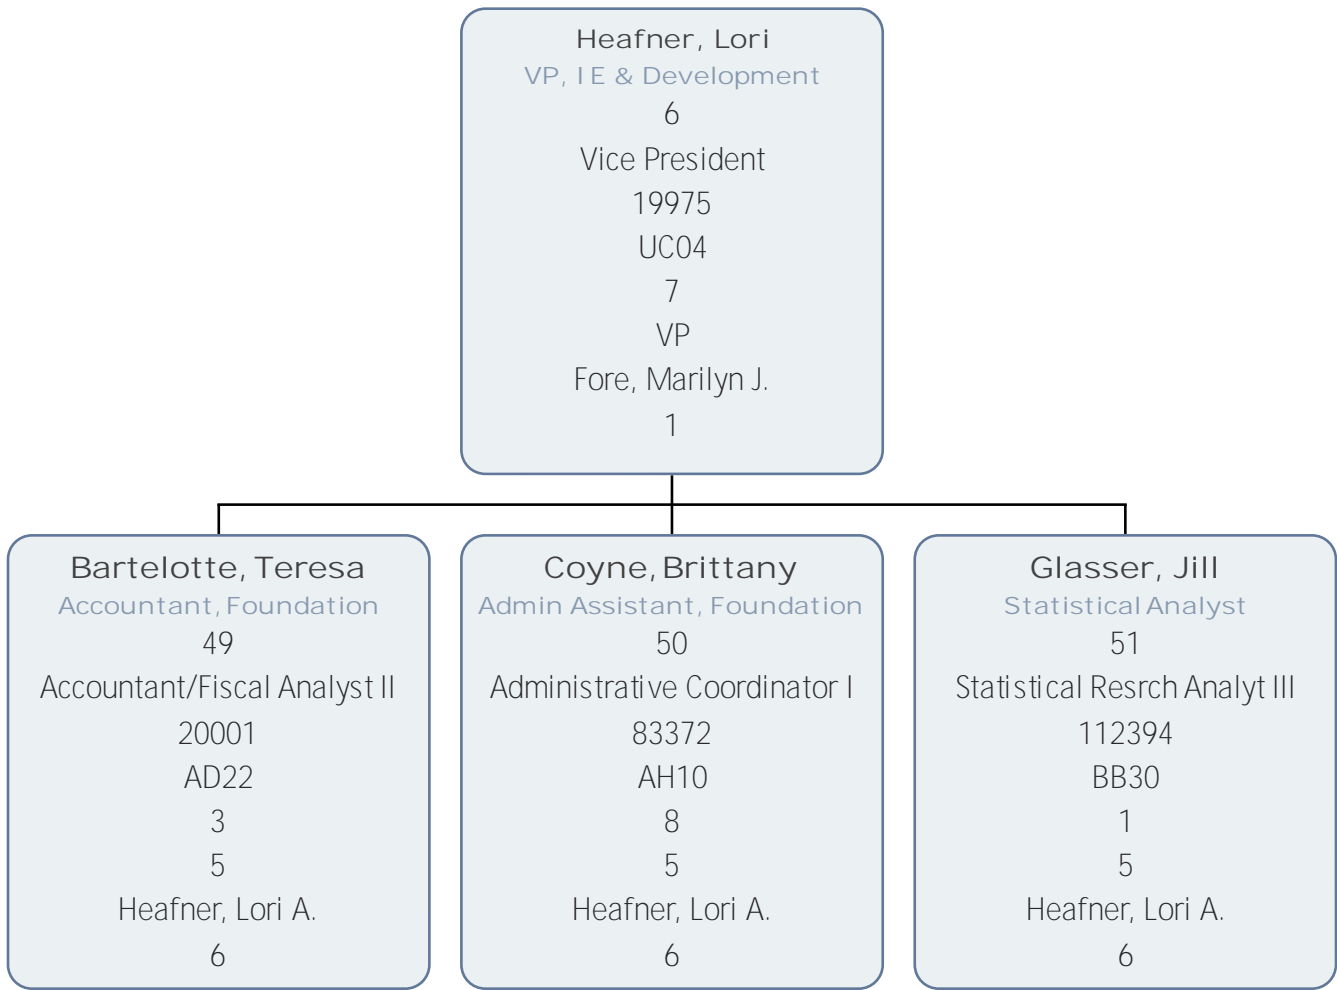 Heafner, Lori
VP, IE & Development
6
Vice President
19975
UC04
7
VP
Fore, Marilyn J.
1
Bartelotte, Teresa
Accountant, Foundation
49
Accountant/Fiscal Analyst II
20001
AD22
3
5
Heafner, Lori A.
6
Coyne, Brittany
Admin Assistant, Foundation
50
Administrative Coordinator I
83372
AH10
8
5
Heafner, Lori A.
6
Glasser, Jill
Statistical Analyst
51
Statistical Resrch Analyt III
112394
BB30
1
5
Heafner, Lori A.
6